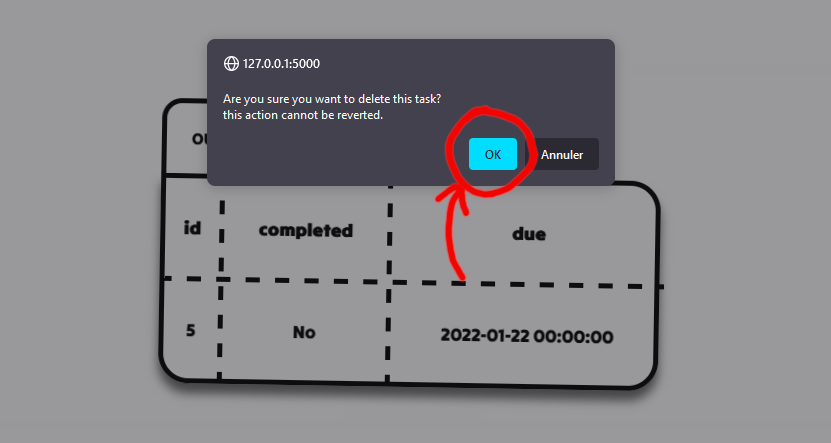 127.0.0.1:5000
Are you sure you want to delete this task?
this action cannot be reverted.
OK Annuler
id completed due
5 No 2022-01-22 00:00:00